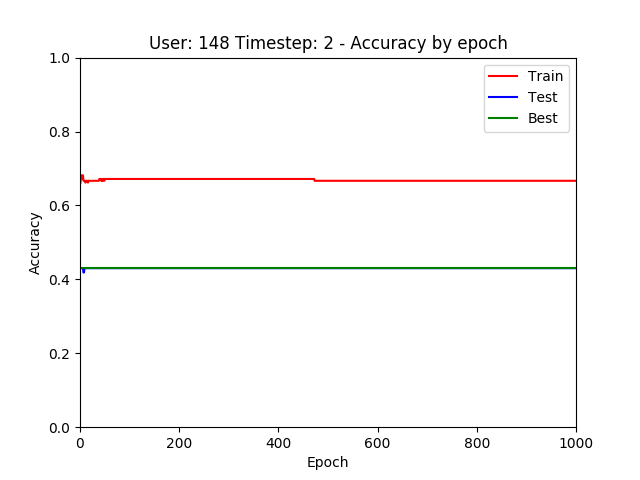 User: 148 Timestep: 2 - Accuracy by epoch
1.0
Train
Test
Best
0.8
0.6
Accuracy
0.4
0.2
0.0
0 200 400 600 800 1000
Epoch